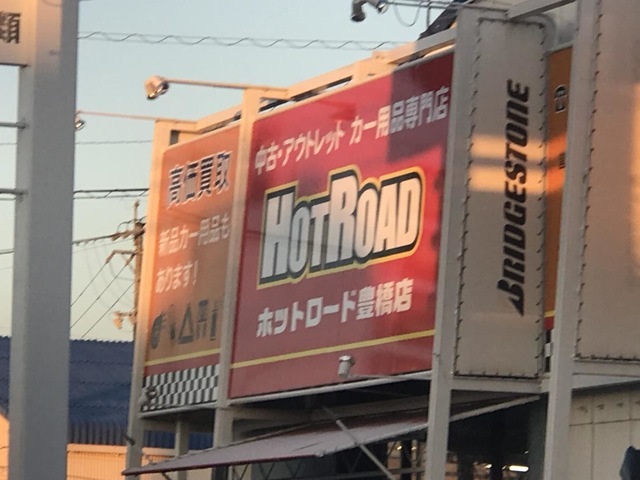 類
高価買取
新品カー用品も
あります!
中古・アウトレット カー用品専門店
HOTROAD
ホットロード豊橋店
BRIDGESTONE